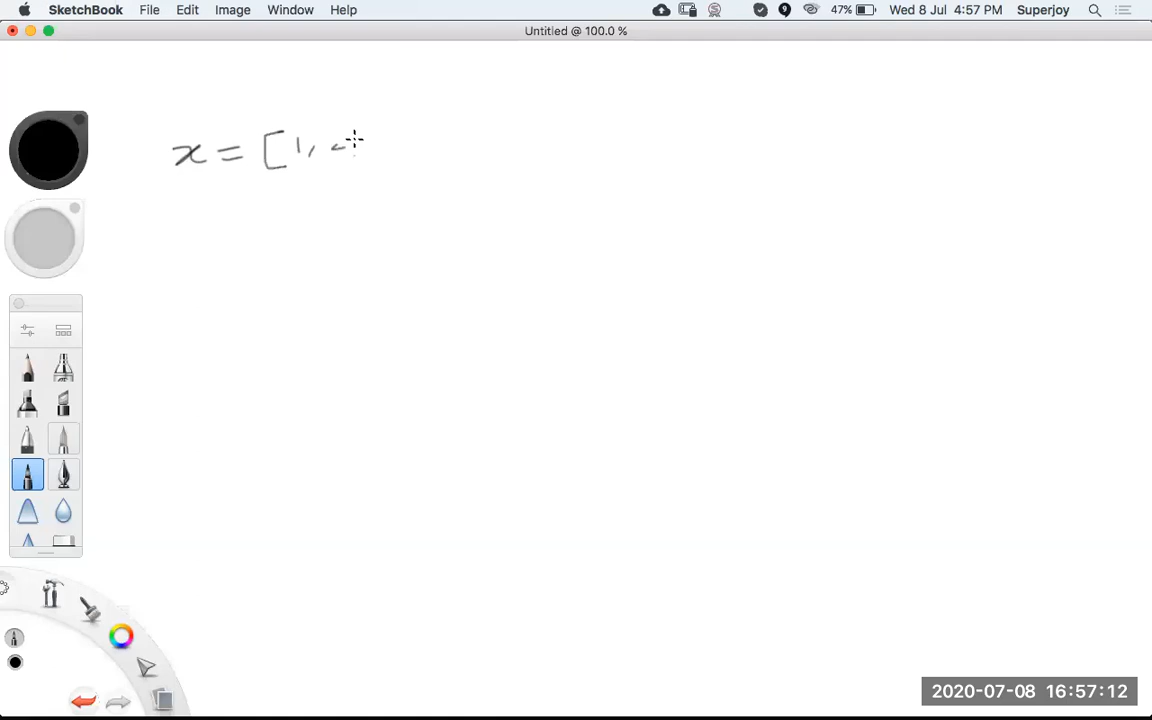 SketchBook File Edit Image Window Help 47% Wed 8 Jul 4:57 PM Superjoy
Untitled @ 100.0 %
x = [1,
2020-07-08 16:57:12